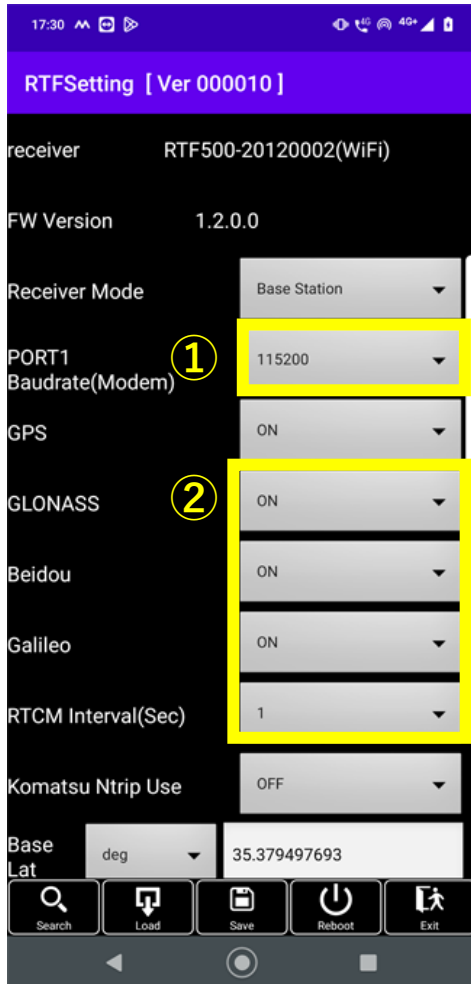 17:30 4G 4G+
RTFSetting [ Ver 000010 ]
receiver RTF500-20120002(WiFi)
FW Version 1.2.0.0
Receiver Mode Base Station
PORT1
Baudrate(Modem) ① 115200
GPS ON
GLONASS ② ON
Beidou ON
Galileo ON
RTCM Interval(Sec) 1
Komatsu Ntrip Use OFF
Base
Lat deg 35.379497693
Search Load Save Reboot Exit